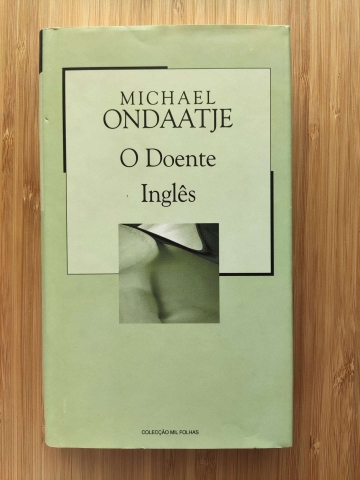 MICHAEL
ONDAATJE
O Doente
Inglês
COLECÇÃO MIL FOLHAS